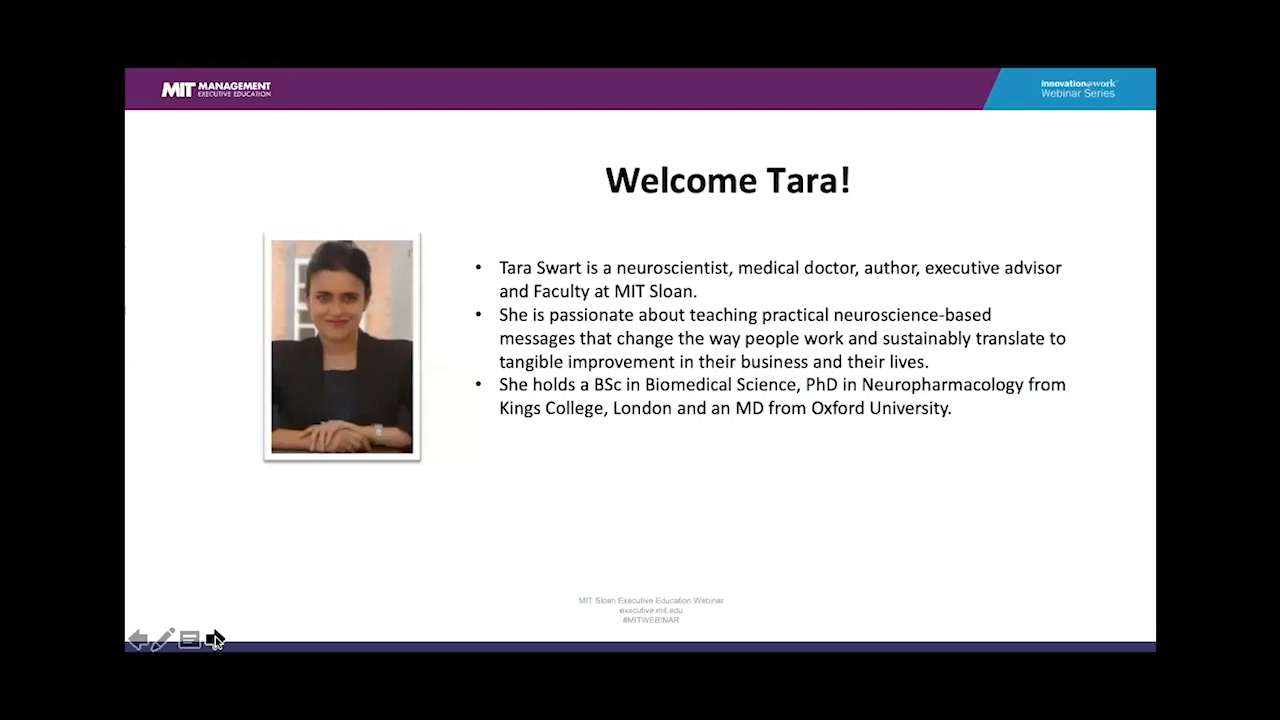 MIT MANAGEMENT
EXECUTIVE EDUCATION
innovation@work™
Webinar Series
Welcome Tara!
• Tara Swart is a neuroscientist, medical doctor, author, executive advisor
and Faculty at MIT Sloan.
• She is passionate about teaching practical neuroscience-based
messages that change the way people work and sustainably translate to
tangible improvement in their business and their lives.
• She holds a BSc in Biomedical Science, PhD in Neuropharmacology from
Kings College, London and an MD from Oxford University.
MIT Sloan Executive Education Webinar
executive.mit.edu
#MITWEBINAR